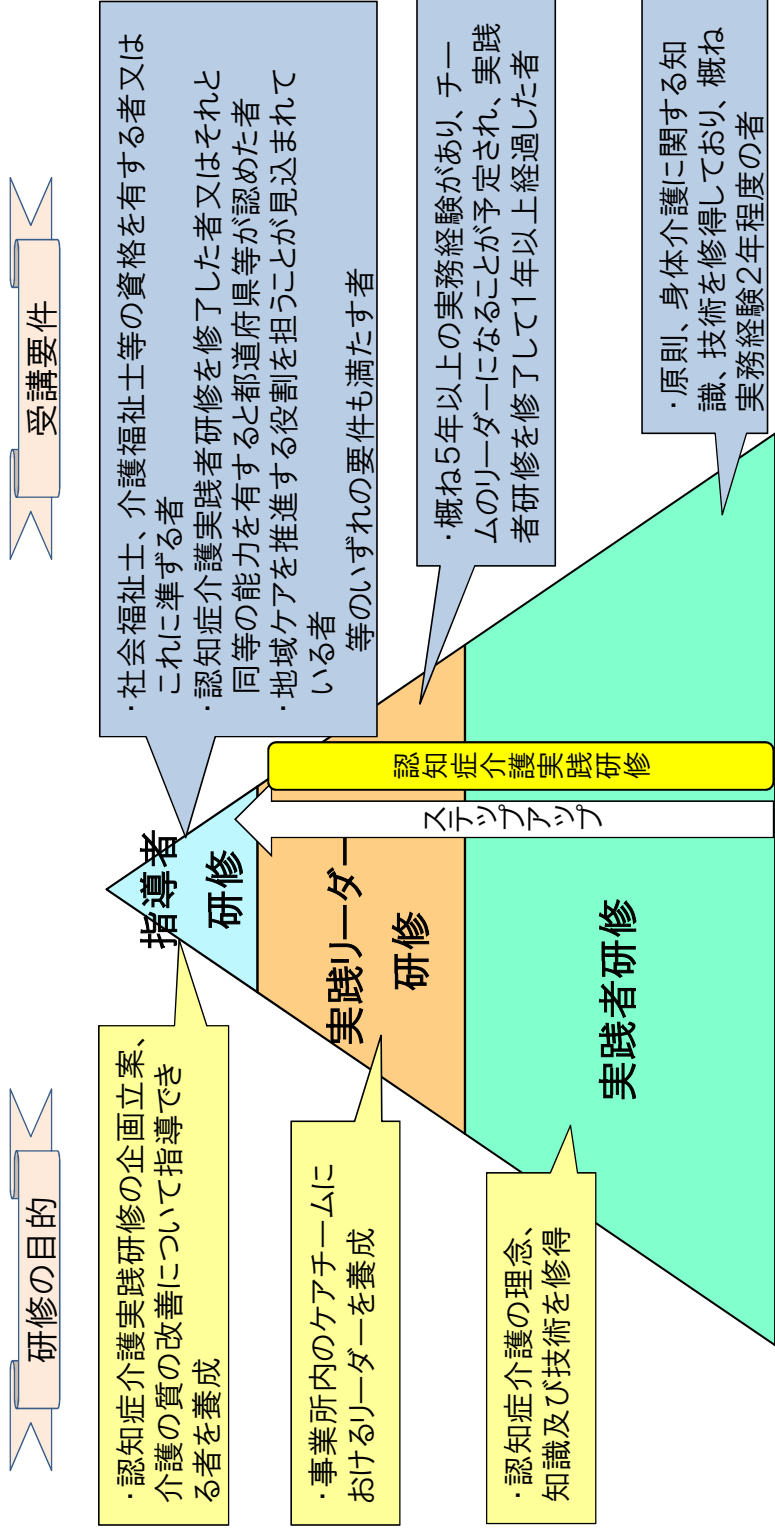 研修の目的
受講要件
・認知症介護実践研修の企画立案、
介護の質の改善について指導でき
る者を養成
指導者
研修
・社会福祉士、介護福祉士等の資格を有する者又は
これに準ずる者
・認知症介護実践者研修を修了した者又はそれと
同等の能力を有すると都道府県等が認めた者
・地域ケアを推進する役割を担うことが見込まれて
いる者
等のいずれの要件も満たす者
・事業所内のケアチームに
おけるリーダーを養成
実践リーダー
研修
・概ね5年以上の実務経験があり、チー
ムのリーダーになることが予定され、実践
者研修を修了して1年以上経過した者
・認知症介護の理念、
知識及び技術を修得
実践者研修
ステップアップ
認知症介護実践研修
・原則、身体介護に関する知
識、技術を修得しており、概ね
実務経験2年程度の者